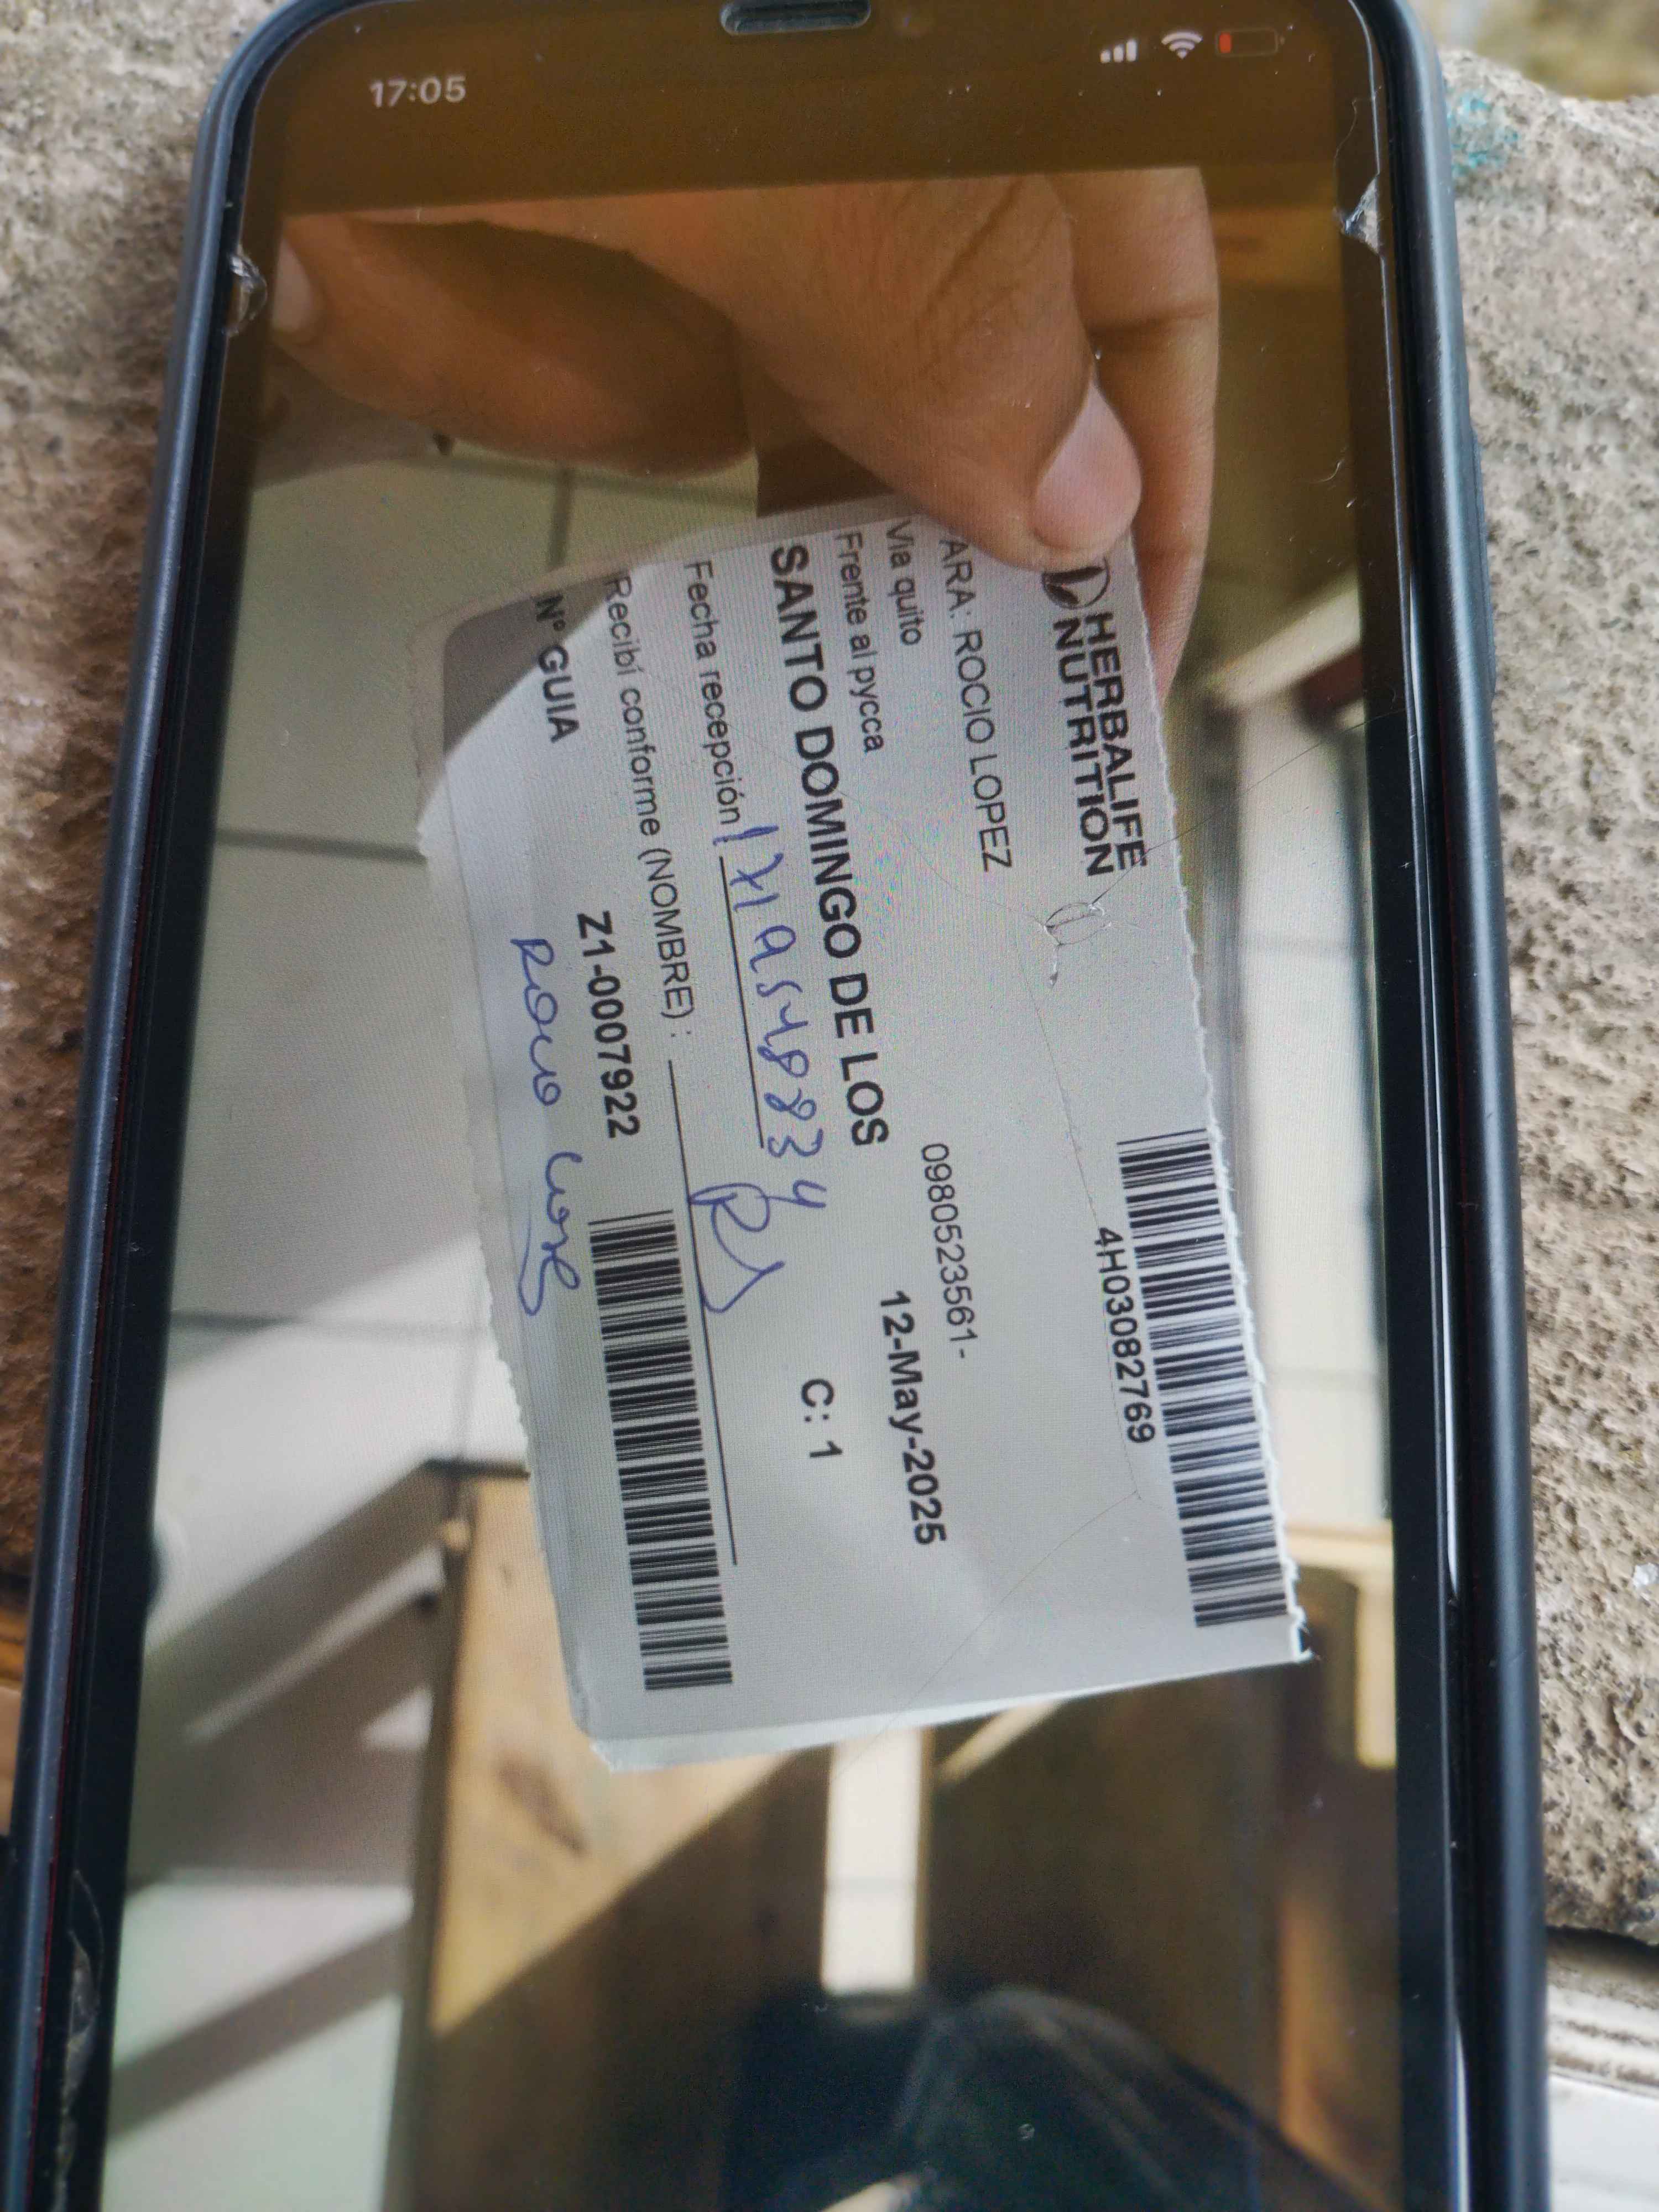 17:05
HERBALIFE
NUTRITION
4H03082769
ARA: ROCIO LOPEZ
Via quito
0980523561-
Frente al pycca
12-May-2025
SANTO DOMINGO DE LOS
C: 1
Fecha recepción
Recibí conforme (NOMBRE) :
Nº GUIA
Z1-0007922